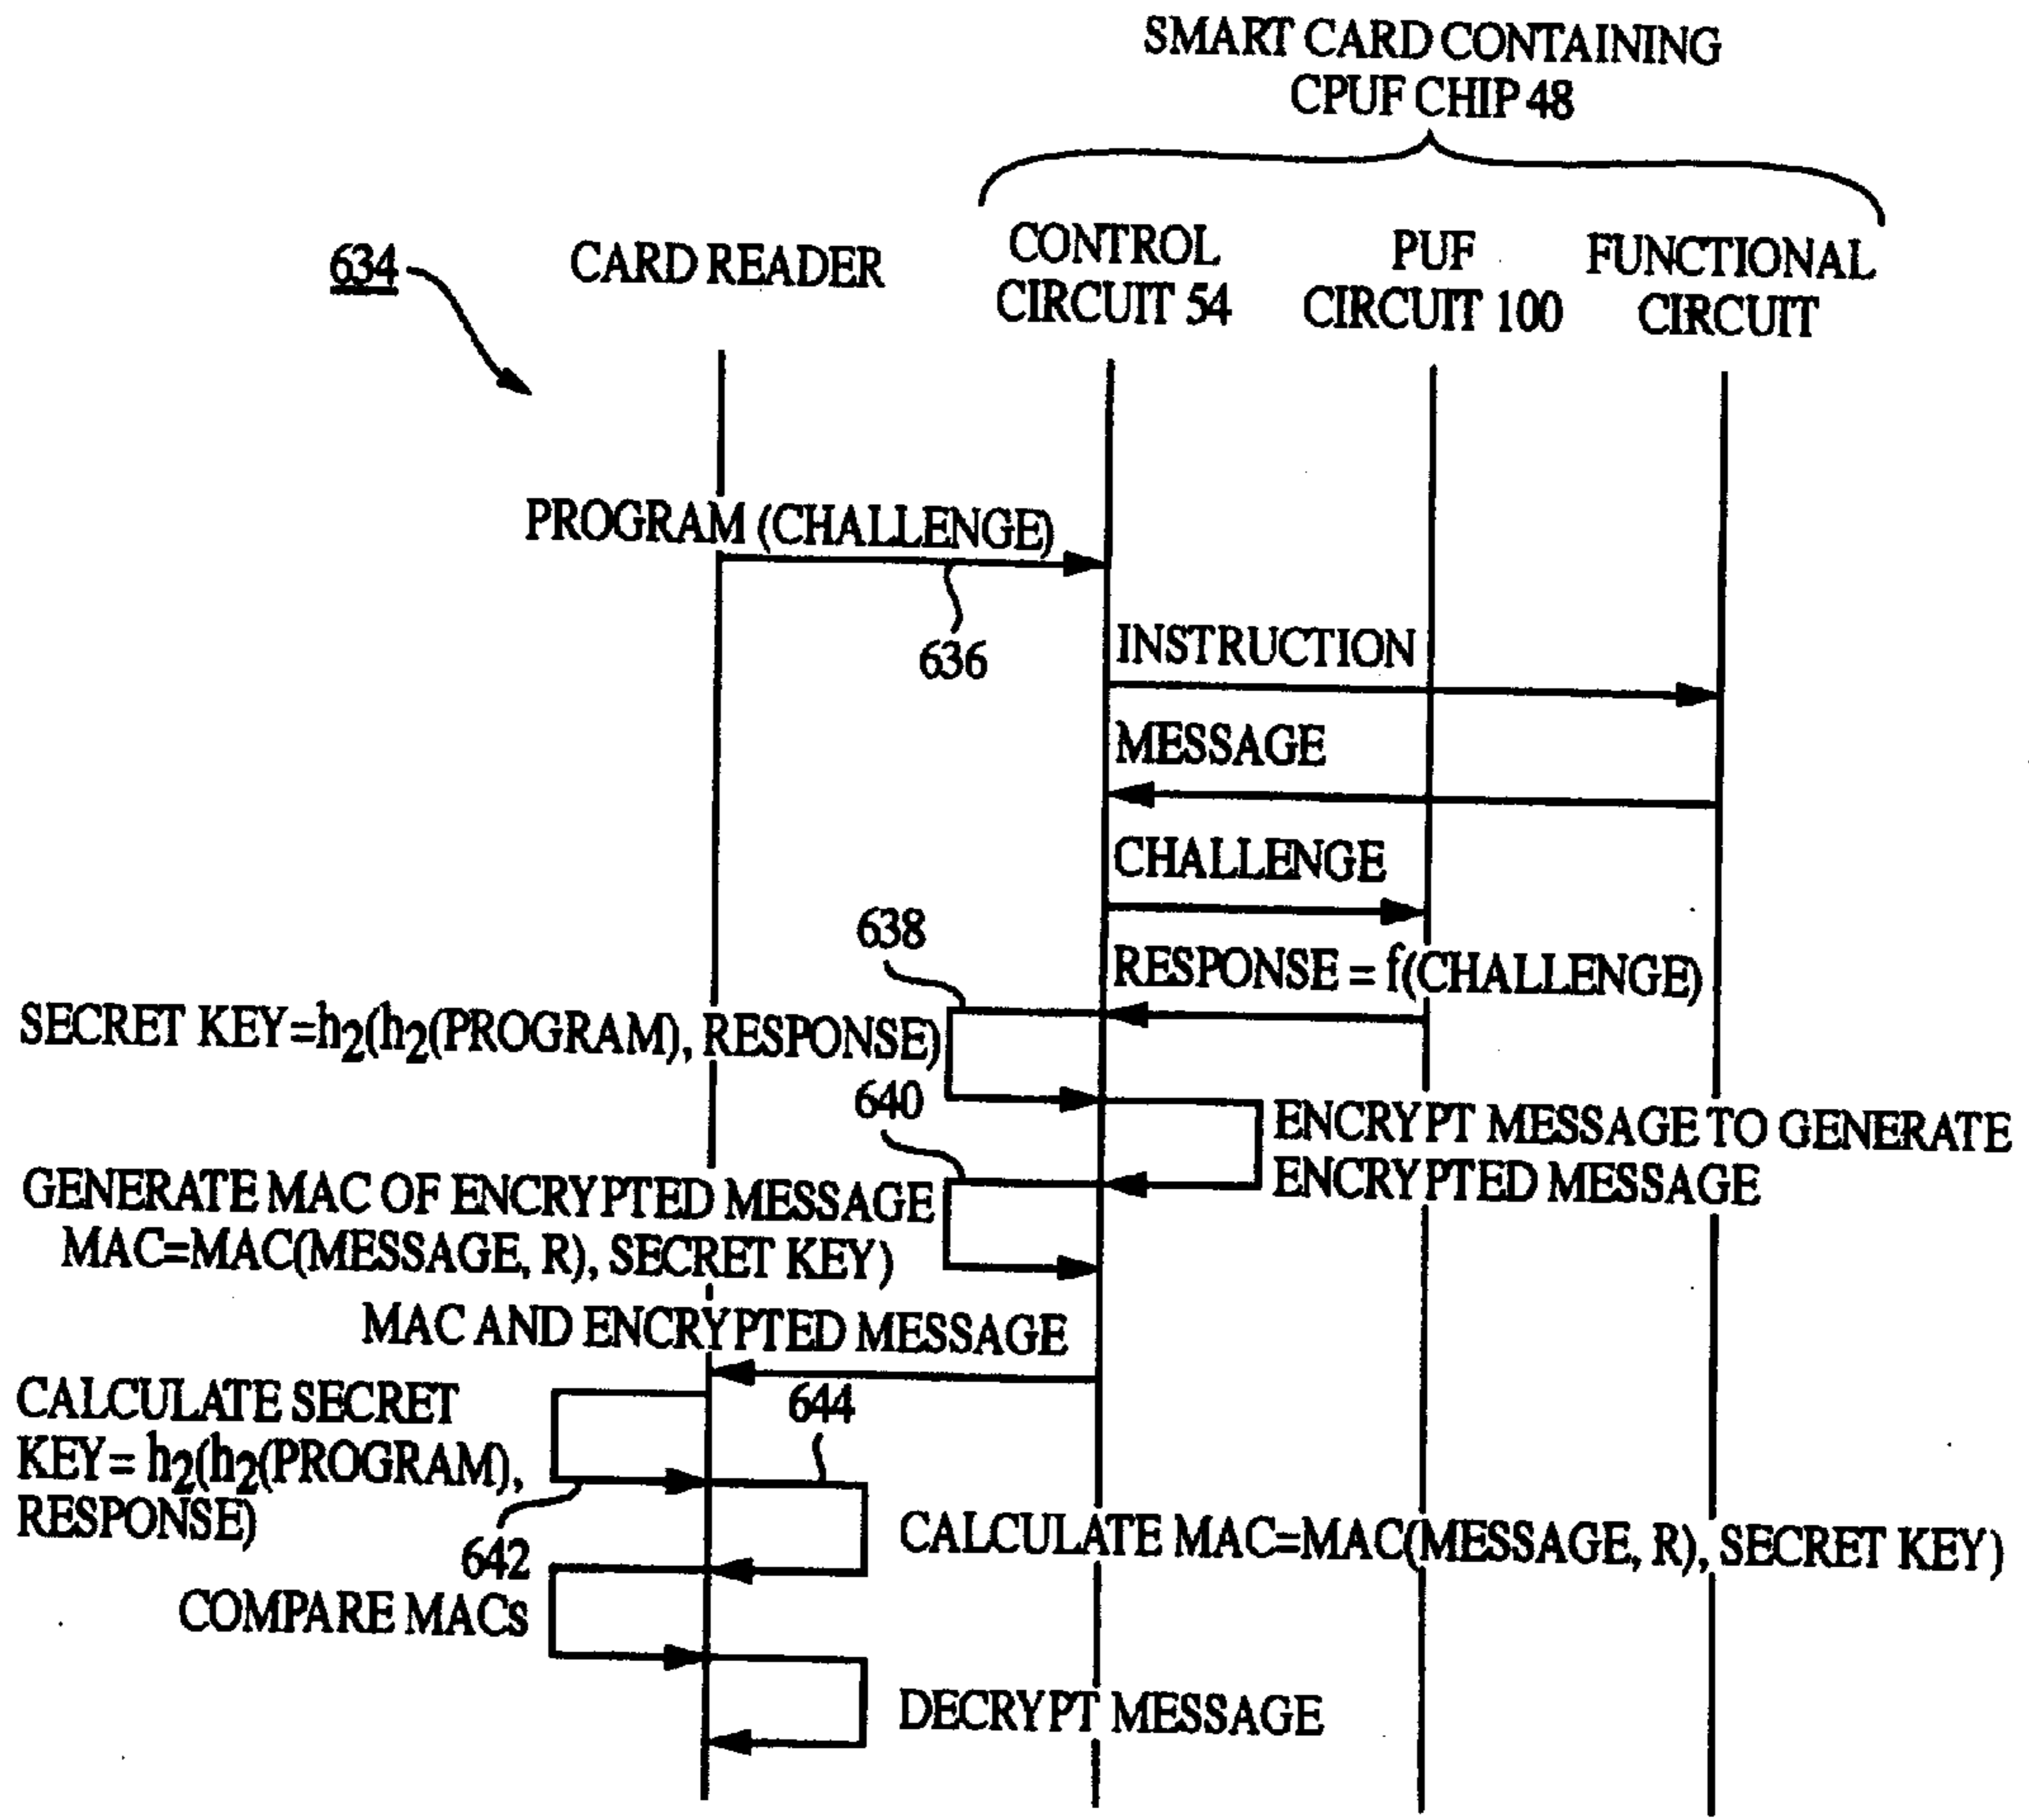 SMART CARD CONTAINING
CPUF CHIP 48
634
CARD READER
CONTROL
CIRCUIT 54
PUF
CIRCUIT 100
FUNCTIONAL
CIRCUIT
PROGRAM (CHALLENGE)
636
INSTRUCTION
MESSAGE
CHALLENGE
638
RESPONSE = f(CHALLENGE)
SECRET KEY=h2(h2(PROGRAM), RESPONSE)
640
ENCRYPT MESSAGE TO GENERATE
ENCRYPTED MESSAGE
GENERATE MAC OF ENCRYPTED MESSAGE
MAC=MAC(MESSAGE, R), SECRET KEY)
MAC AND ENCRYPTED MESSAGE
CALCULATE SECRET
KEY= h2(h2(PROGRAM),
RESPONSE)
644
642
CALCULATE MAC=MAC(MESSAGE, R), SECRET KEY)
COMPARE MACs
DECRYPT MESSAGE